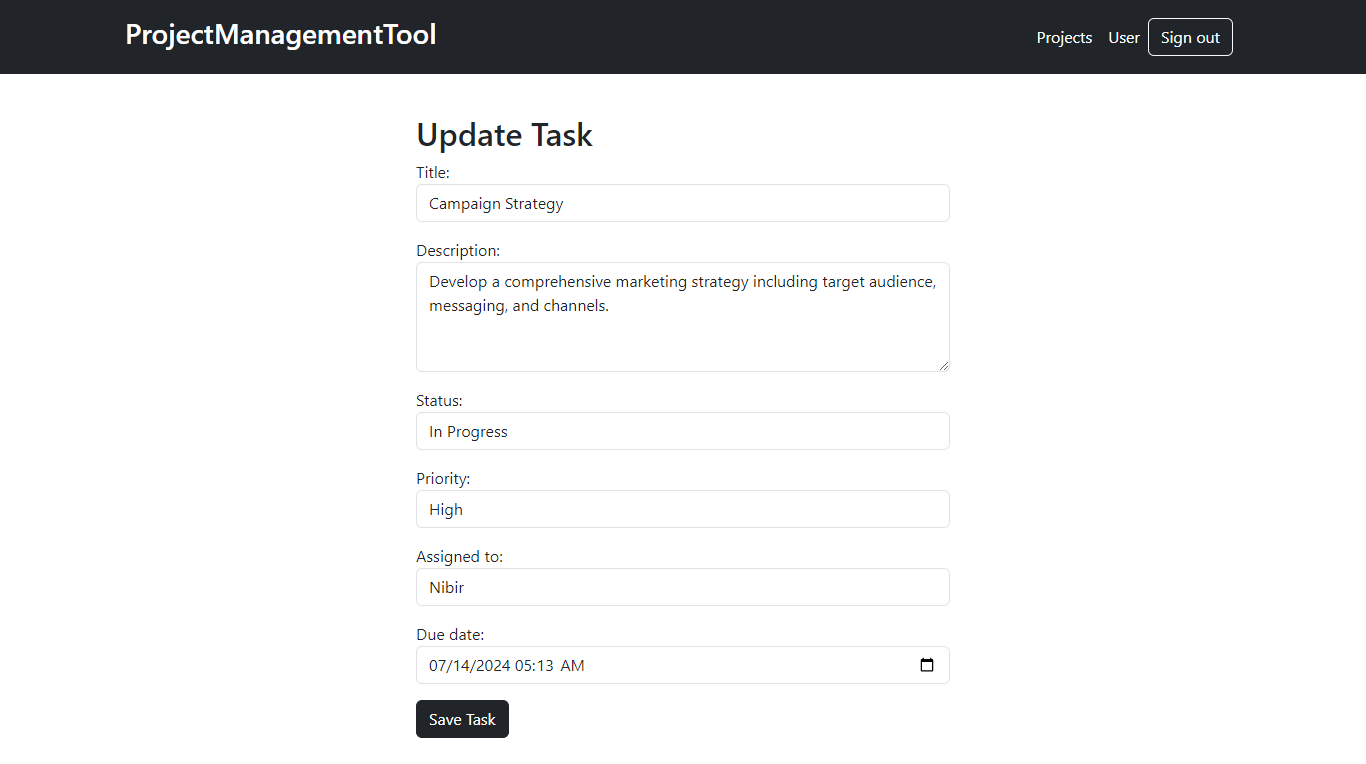 ProjectManagementTool
Projects User Sign out
Update Task
Title:
Campaign Strategy
Description:
Develop a comprehensive marketing strategy including target audience,
messaging, and channels.
Status:
In Progress
Priority:
High
Assigned to:
Nibir
Due date:
07/14/2024 05:13 AM
Save Task